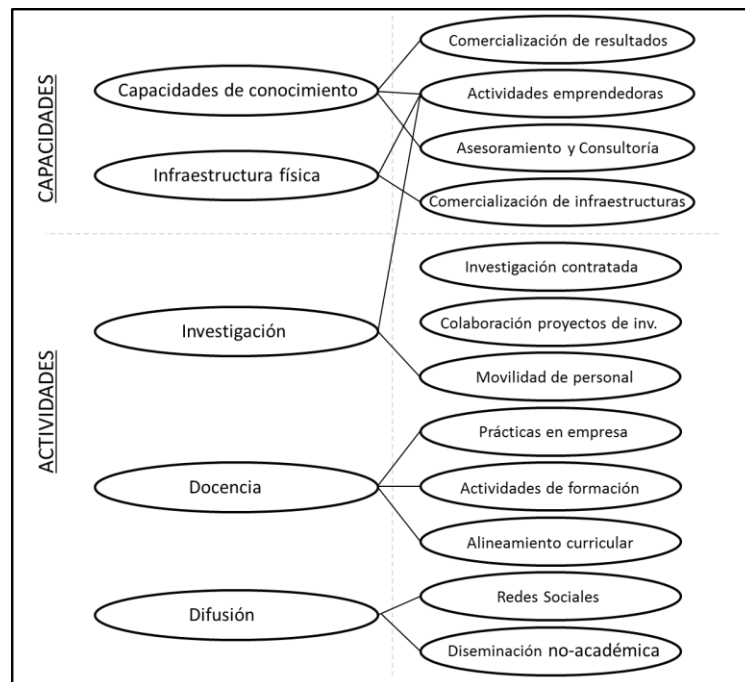 CAPACIDADES
Capacidades de conocimiento
Infraestructura física
Comercialización de resultados
Actividades emprendedoras
Asesoramiento y Consultoría
Comercialización de infraestructuras
ACTIVIDADES
Investigación
Docencia
Difusión
Investigación contratada
Colaboración proyectos de inv.
Movilidad de personal
Prácticas en empresa
Actividades de formación
Alineamiento curricular
Redes Sociales
Diseminación no-académica